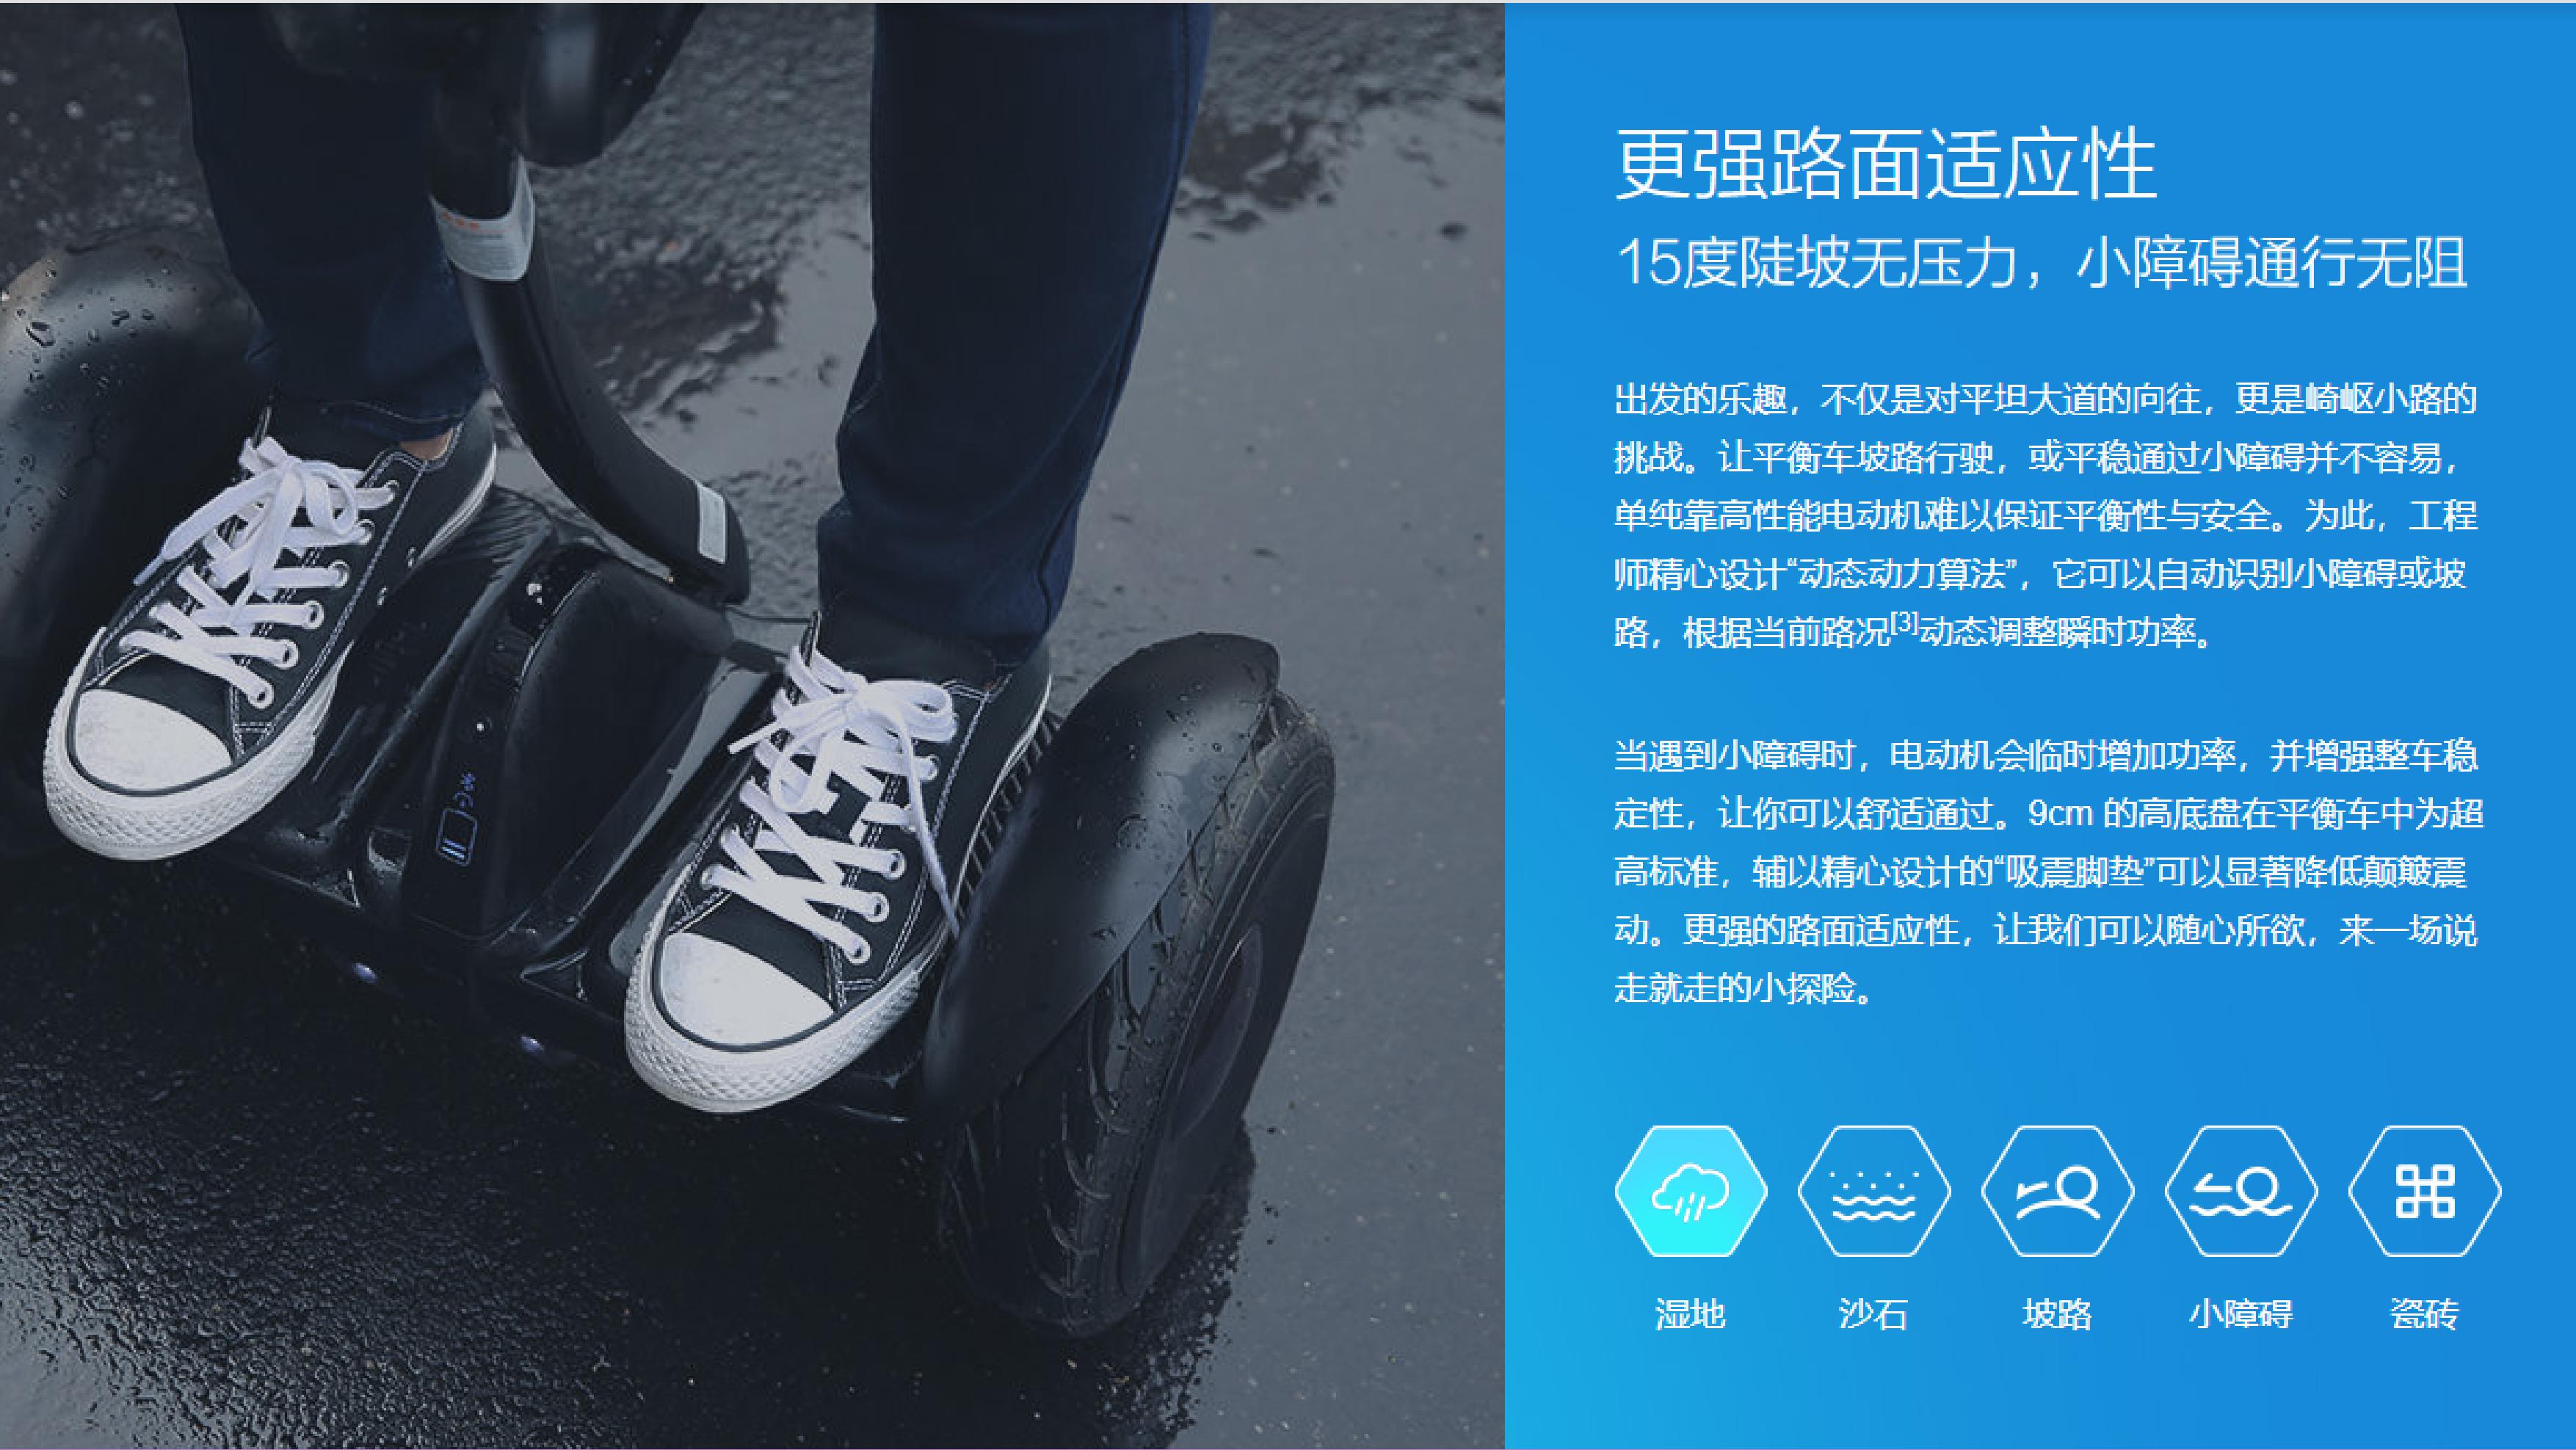 更强路面适应性
15度陡坡无压力，小障碍通行无阻
出发的乐趣，不仅是对平坦大道的向往，更是崎岖小路的
挑战。让平衡车坡路行驶，或平稳通过小障碍并不容易，
单纯靠高性能电动机难以保证平衡性与安全。为此，工程
师精心设计“动态动力算法”，它可以自动识别小障碍或坡
路，根据当前路况[3]动态调整瞬时功率。
当遇到小障碍时，电动机会临时增加功率，并增强整车稳
定性，让你可以舒适通过。9cm 的高底盘在平衡车中为超
高标准，辅以精心设计的“吸震脚垫”可以显著降低颠簸震
动。更强的路面适应性，让我们可以随心所欲，来一场说
走就走的小探险。
湿地
沙石
坡路
小障碍
瓷砖